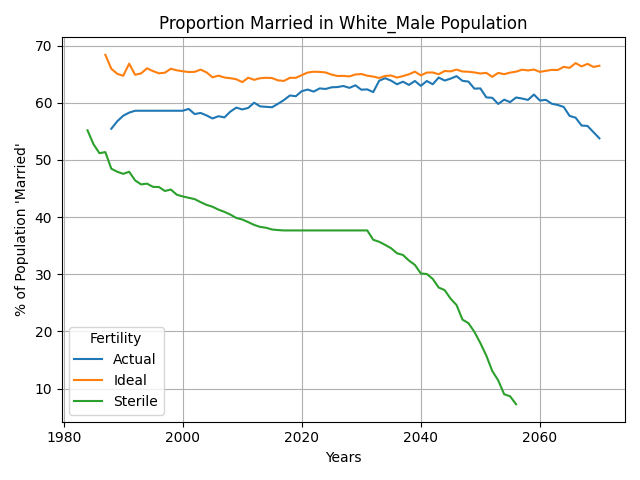 Proportion Married in White_Male Population
% of Population 'Married'
70
60
50
40
30
20
10
Fertility
Actual
Ideal
Sterile
1980 2000 2020 2040 2060
Years